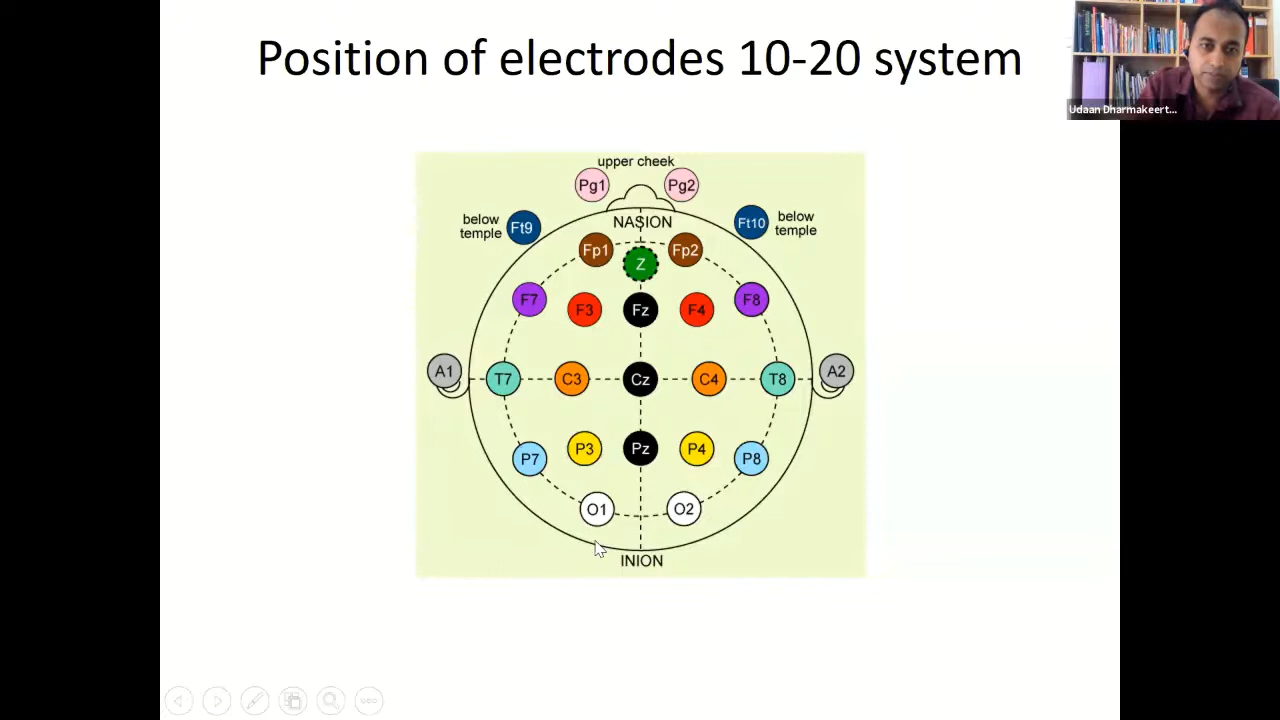 Position of electrodes 10-20 system
Udaan Dharmakeert...
upper cheek
Pg1 Pg2
NASION
below
temple
Ft9
Ft10
below
temple
Fp1 Z Fp2
F7 F3 Fz F4 F8
A1 T7 C3 Cz C4 T8 A2
P7 P3 Pz P4 P8
O1 O2
INION